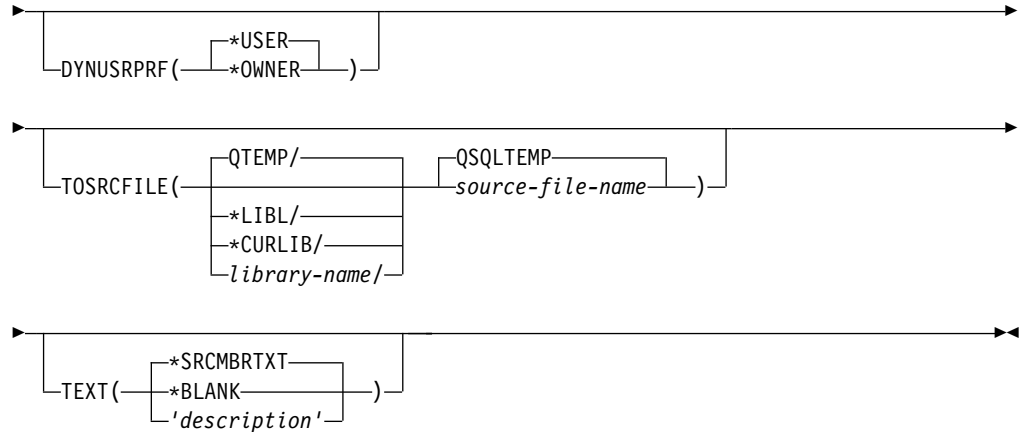 *USER
DYNUSRPRF( *OWNER )
QTEMP/ QSQLTEMP
TOSRCFILE( source-file-name )
*LIBL/
*CURLIB/
library-name/
*SRCMBRTXT
TEXT( *BLANK )
'description'